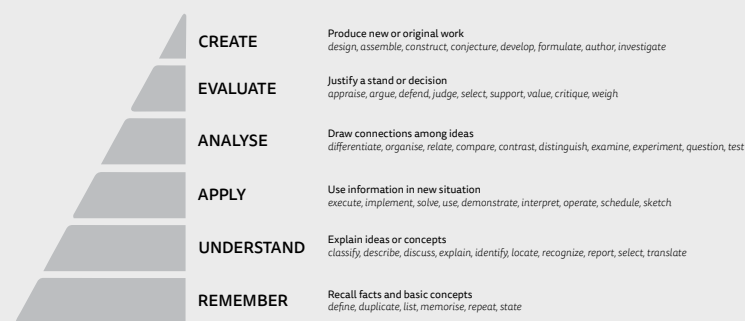 CREATE
Produce new or original work
design, assemble, construct, conjecture, develop, formulate, author, investigate
EVALUATE
Justify a stand or decision
appraise, argue, defend, judge, select, support, value, critique, weigh
ANALYSE
Draw connections among ideas
differentiate, organise, relate, compare, contrast, distinguish, examine, experiment, question, test
APPLY
Use information in new situation
execute, implement, solve, use, demonstrate, interpret, operate, schedule, sketch
UNDERSTAND
Explain ideas or concepts
classify, describe, discuss, explain, identify, locate, recognize, report, select, translate
REMEMBER
Recall facts and basic concepts
define, duplicate, list, memorise, repeat, state